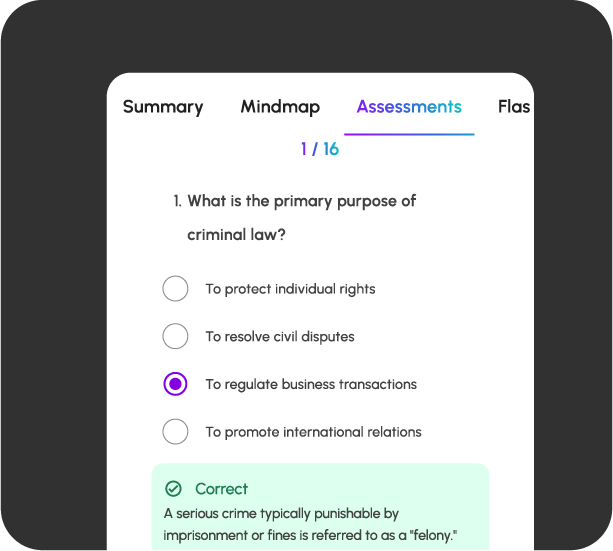 Summary Mindmap Assessments Flas
1 / 16
1. What is the primary purpose of
criminal law?
To protect individual rights
To resolve civil disputes
To regulate business transactions
To promote international relations
Correct
A serious crime typically punishable by
imprisonment or fines is referred to as a "felony."